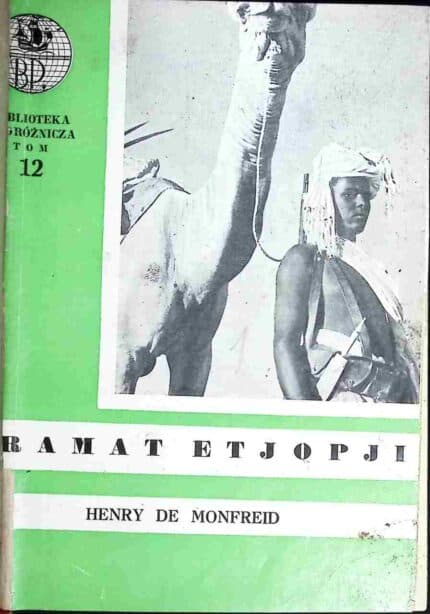 BP
BLIOTEKA
GRÓŻNICZA
TOM
12
RAMAT ETJOPJI
HENRY DE MONFREID